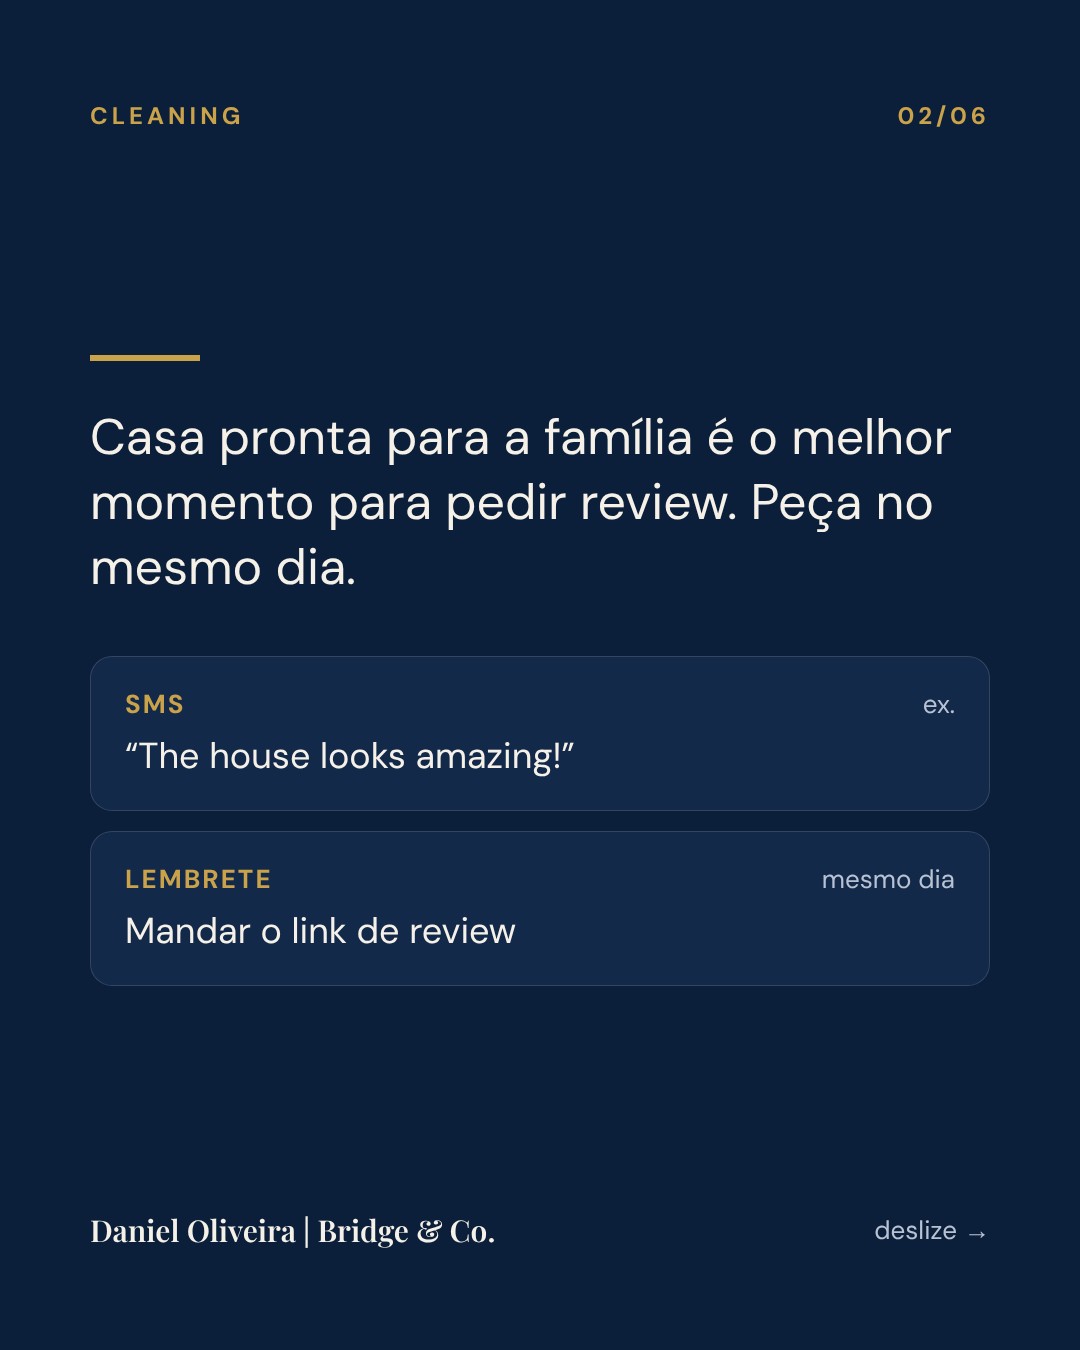 CLEANING
02/06
Casa pronta para a família é o melhor
momento para pedir review. Peça no
mesmo dia.
SMS
ex.
“The house looks amazing!”
LEMBRETE
mesmo dia
Mandar o link de review
Daniel Oliveira | Bridge & Co.
deslize →